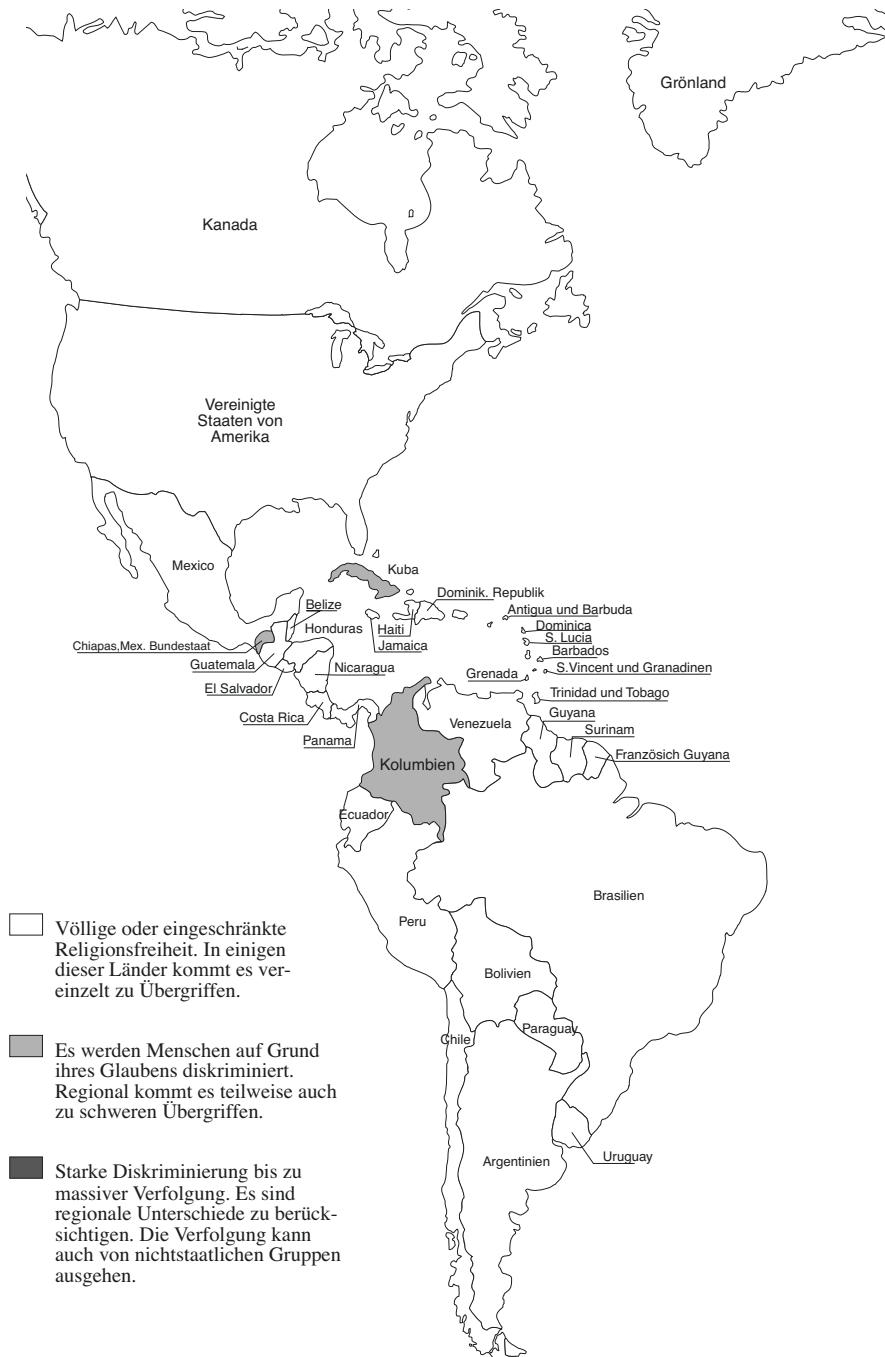 Grönland
Kanada
Vereinigte
Staaten von
Amerika
Mexico
Kuba
Dominik. Republik
Belize
Antigua und Barbuda
Honduras
Haiti
Dominica
Jamaica
S. Lucia
Chiapas,Mex. Bundestaat
Barbados
Guatemala
Nicaragua
S.Vincent und Granadinen
Grenada
El Salvador
Trinidad und Tobago
Costa Rica
Venezuela
Guyana
Panama
Surinam
Französich Guyana
Kolumbien
Ecuador
Brasilien
Peru
Bolivien
Chile
Paraguay
Argentinien
Uruguay
Völlige oder eingeschränkte
Religionsfreiheit. In einigen
dieser Länder kommt es ver-
einzelt zu Übergriffen.
Es werden Menschen auf Grund
ihres Glaubens diskriminiert.
Regional kommt es teilweise auch
zu schweren Übergriffen.
Starke Diskriminierung bis zu
massiver Verfolgung. Es sind
regionale Unterschiede zu berück-
sichtigen. Die Verfolgung kann
auch von nichtstaatlichen Gruppen
ausgehen.